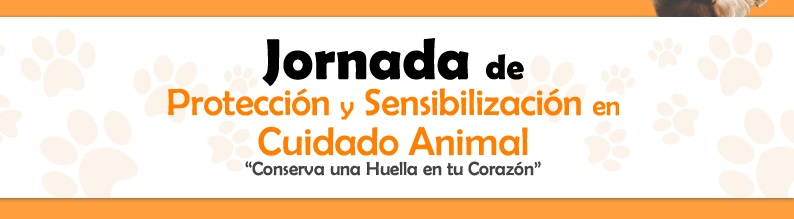 Jornada de
Protección y Sensibilización en
Cuidado Animal
“Conserva una Huella en tu Corazón”